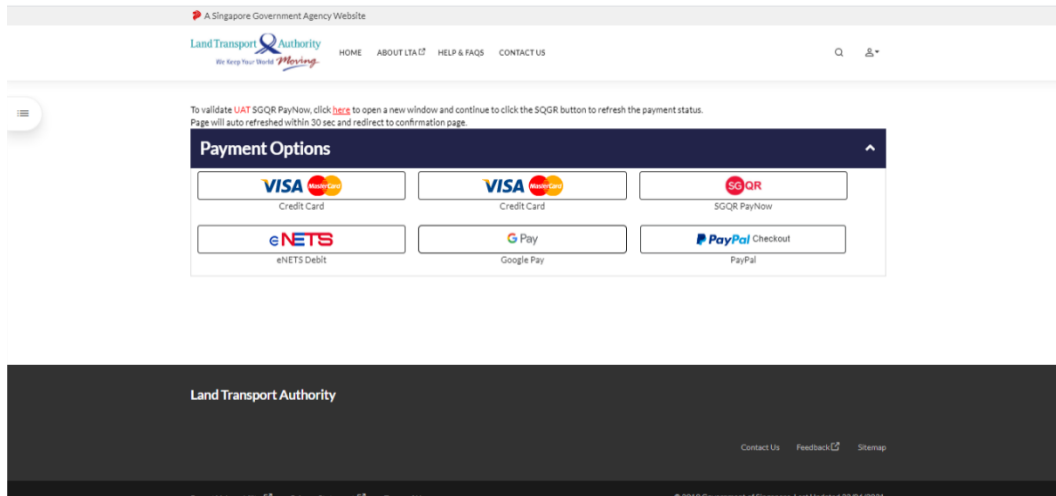 A Singapore Government Agency Website
Land Transport Authority
We Keep Your World Moving
HOME ABOUT LTA HELP & FAQS CONTACT US
To validate UAT SGQR PayNow, click here to open a new window and continue to click the SQGR button to refresh the payment status.
Page will auto refreshed within 30 sec and redirect to confirmation page.
Payment Options
VISA MasterCard VISA MasterCard SGQR
Credit Card Credit Card SGQR PayNow
eNETS G Pay PayPal Checkout
eNETS Debit Google Pay PayPal
Land Transport Authority
Contact Us Feedback Sitemap